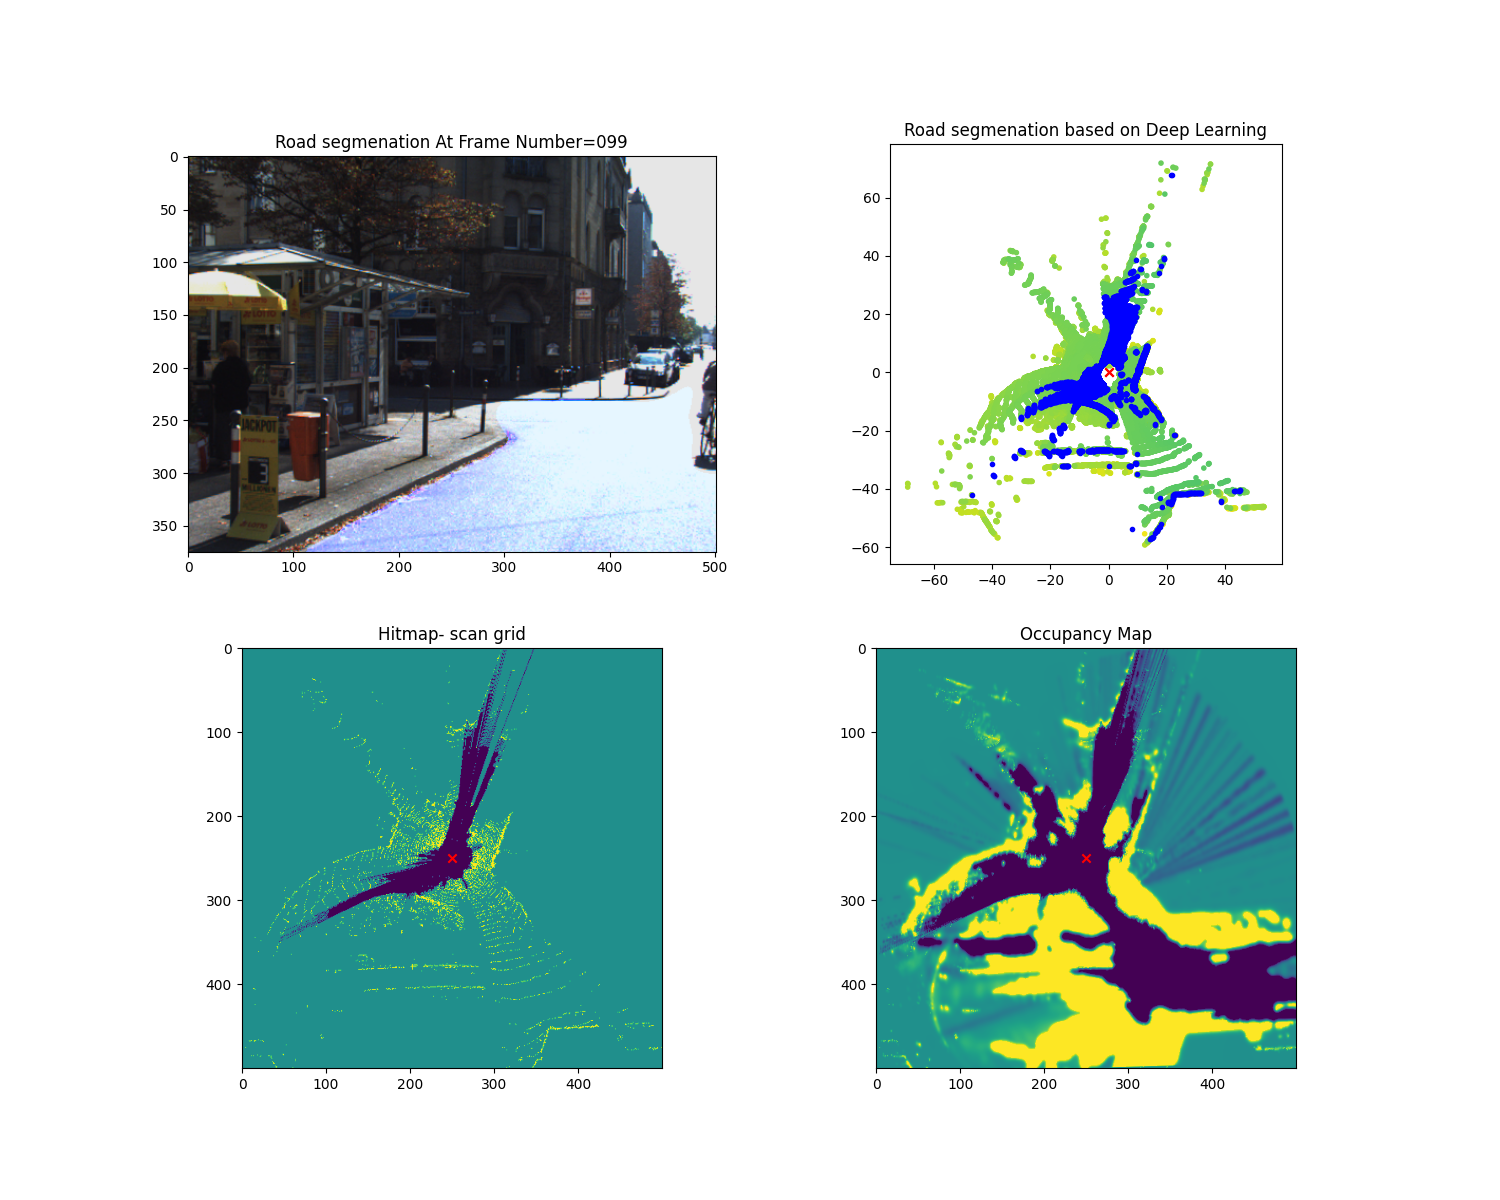 Road segmenation At Frame Number=099
0
50
100
150
200
250
300
350
JACKPOT
3
0 100 200 300 400 500
Road segmenation based on Deep Learning
60
40
20
0
−20
−40
−60
−60 −40 −20 0 20 40
Hitmap- scan grid
0
100
200
300
400
0 100 200 300 400
Occupancy Map
0
100
200
300
400
0 100 200 300 400